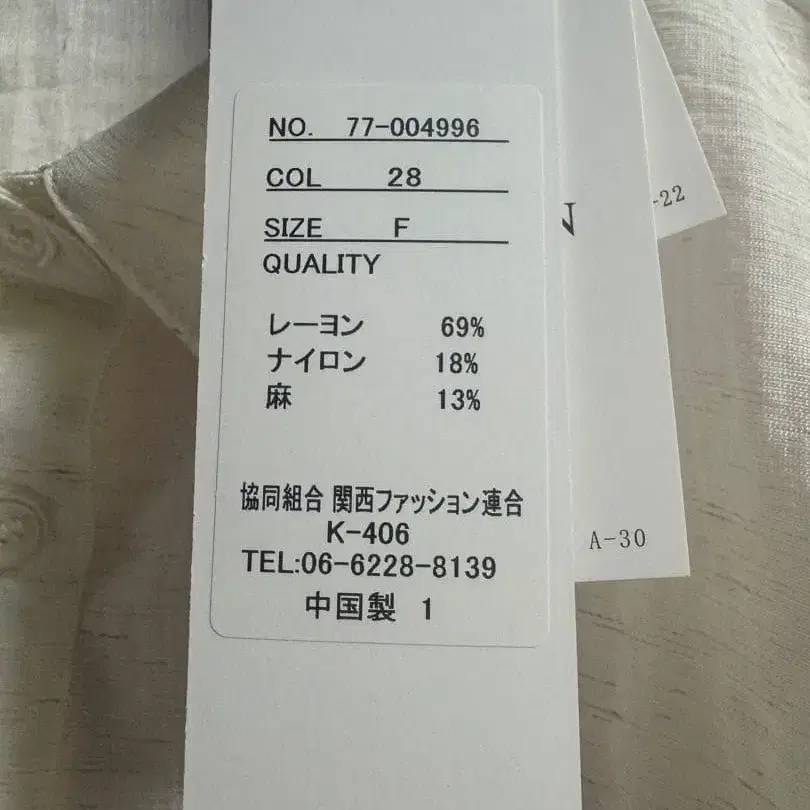 NO. 77-004996
COL 28
SIZE F
QUALITY
レーヨン 69%
ナイロン 18%
麻 13%
協同組合 関西ファッション連合
K-406
TEL:06-6228-8139
中国製 1
N
-22
A-30